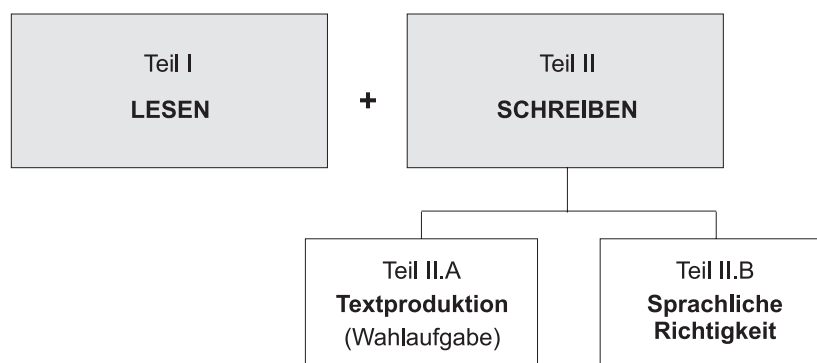 Teil I
LESEN
+
Teil II
SCHREIBEN
Teil II.A
Textproduktion
(Wahlaufgabe)
Teil II.B
Sprachliche
Richtigkeit